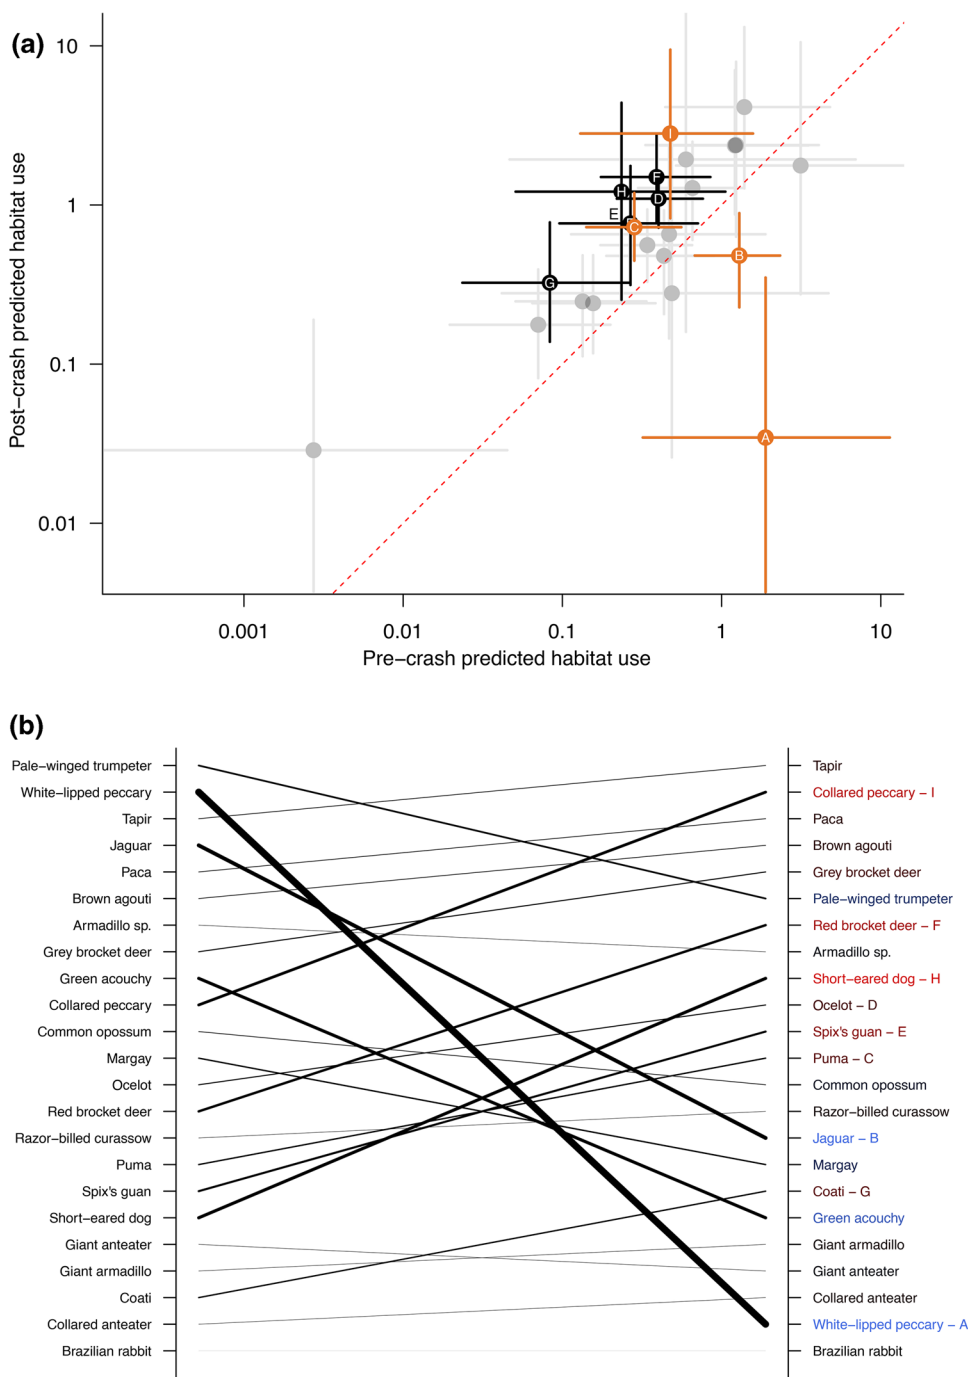 (a)
10
1
0.1
0.01
Post−crash predicted habitat use
I
F
H
D
E
C
B
G
A
0.001
0.01
0.1
1
10
Pre−crash predicted habitat use
(b)
Pale−winged trumpeter
White−lipped peccary
Tapir
Jaguar
Paca
Brown agouti
Armadillo sp.
Grey brocket deer
Green acouchy
Collared peccary
Common opossum
Margay
Ocelot
Red brocket deer
Razor−billed curassow
Puma
Spix's guan
Short−eared dog
Giant anteater
Giant armadillo
Coati
Collared anteater
Brazilian rabbit
Tapir
Collared peccary − I
Paca
Brown agouti
Grey brocket deer
Pale−winged trumpeter
Red brocket deer − F
Armadillo sp.
Short−eared dog − H
Ocelot − D
Spix's guan − E
Puma − C
Common opossum
Razor−billed curassow
Jaguar − B
Margay
Coati − G
Green acouchy
Giant armadillo
Giant anteater
Collared anteater
White−lipped peccary − A
Brazilian rabbit